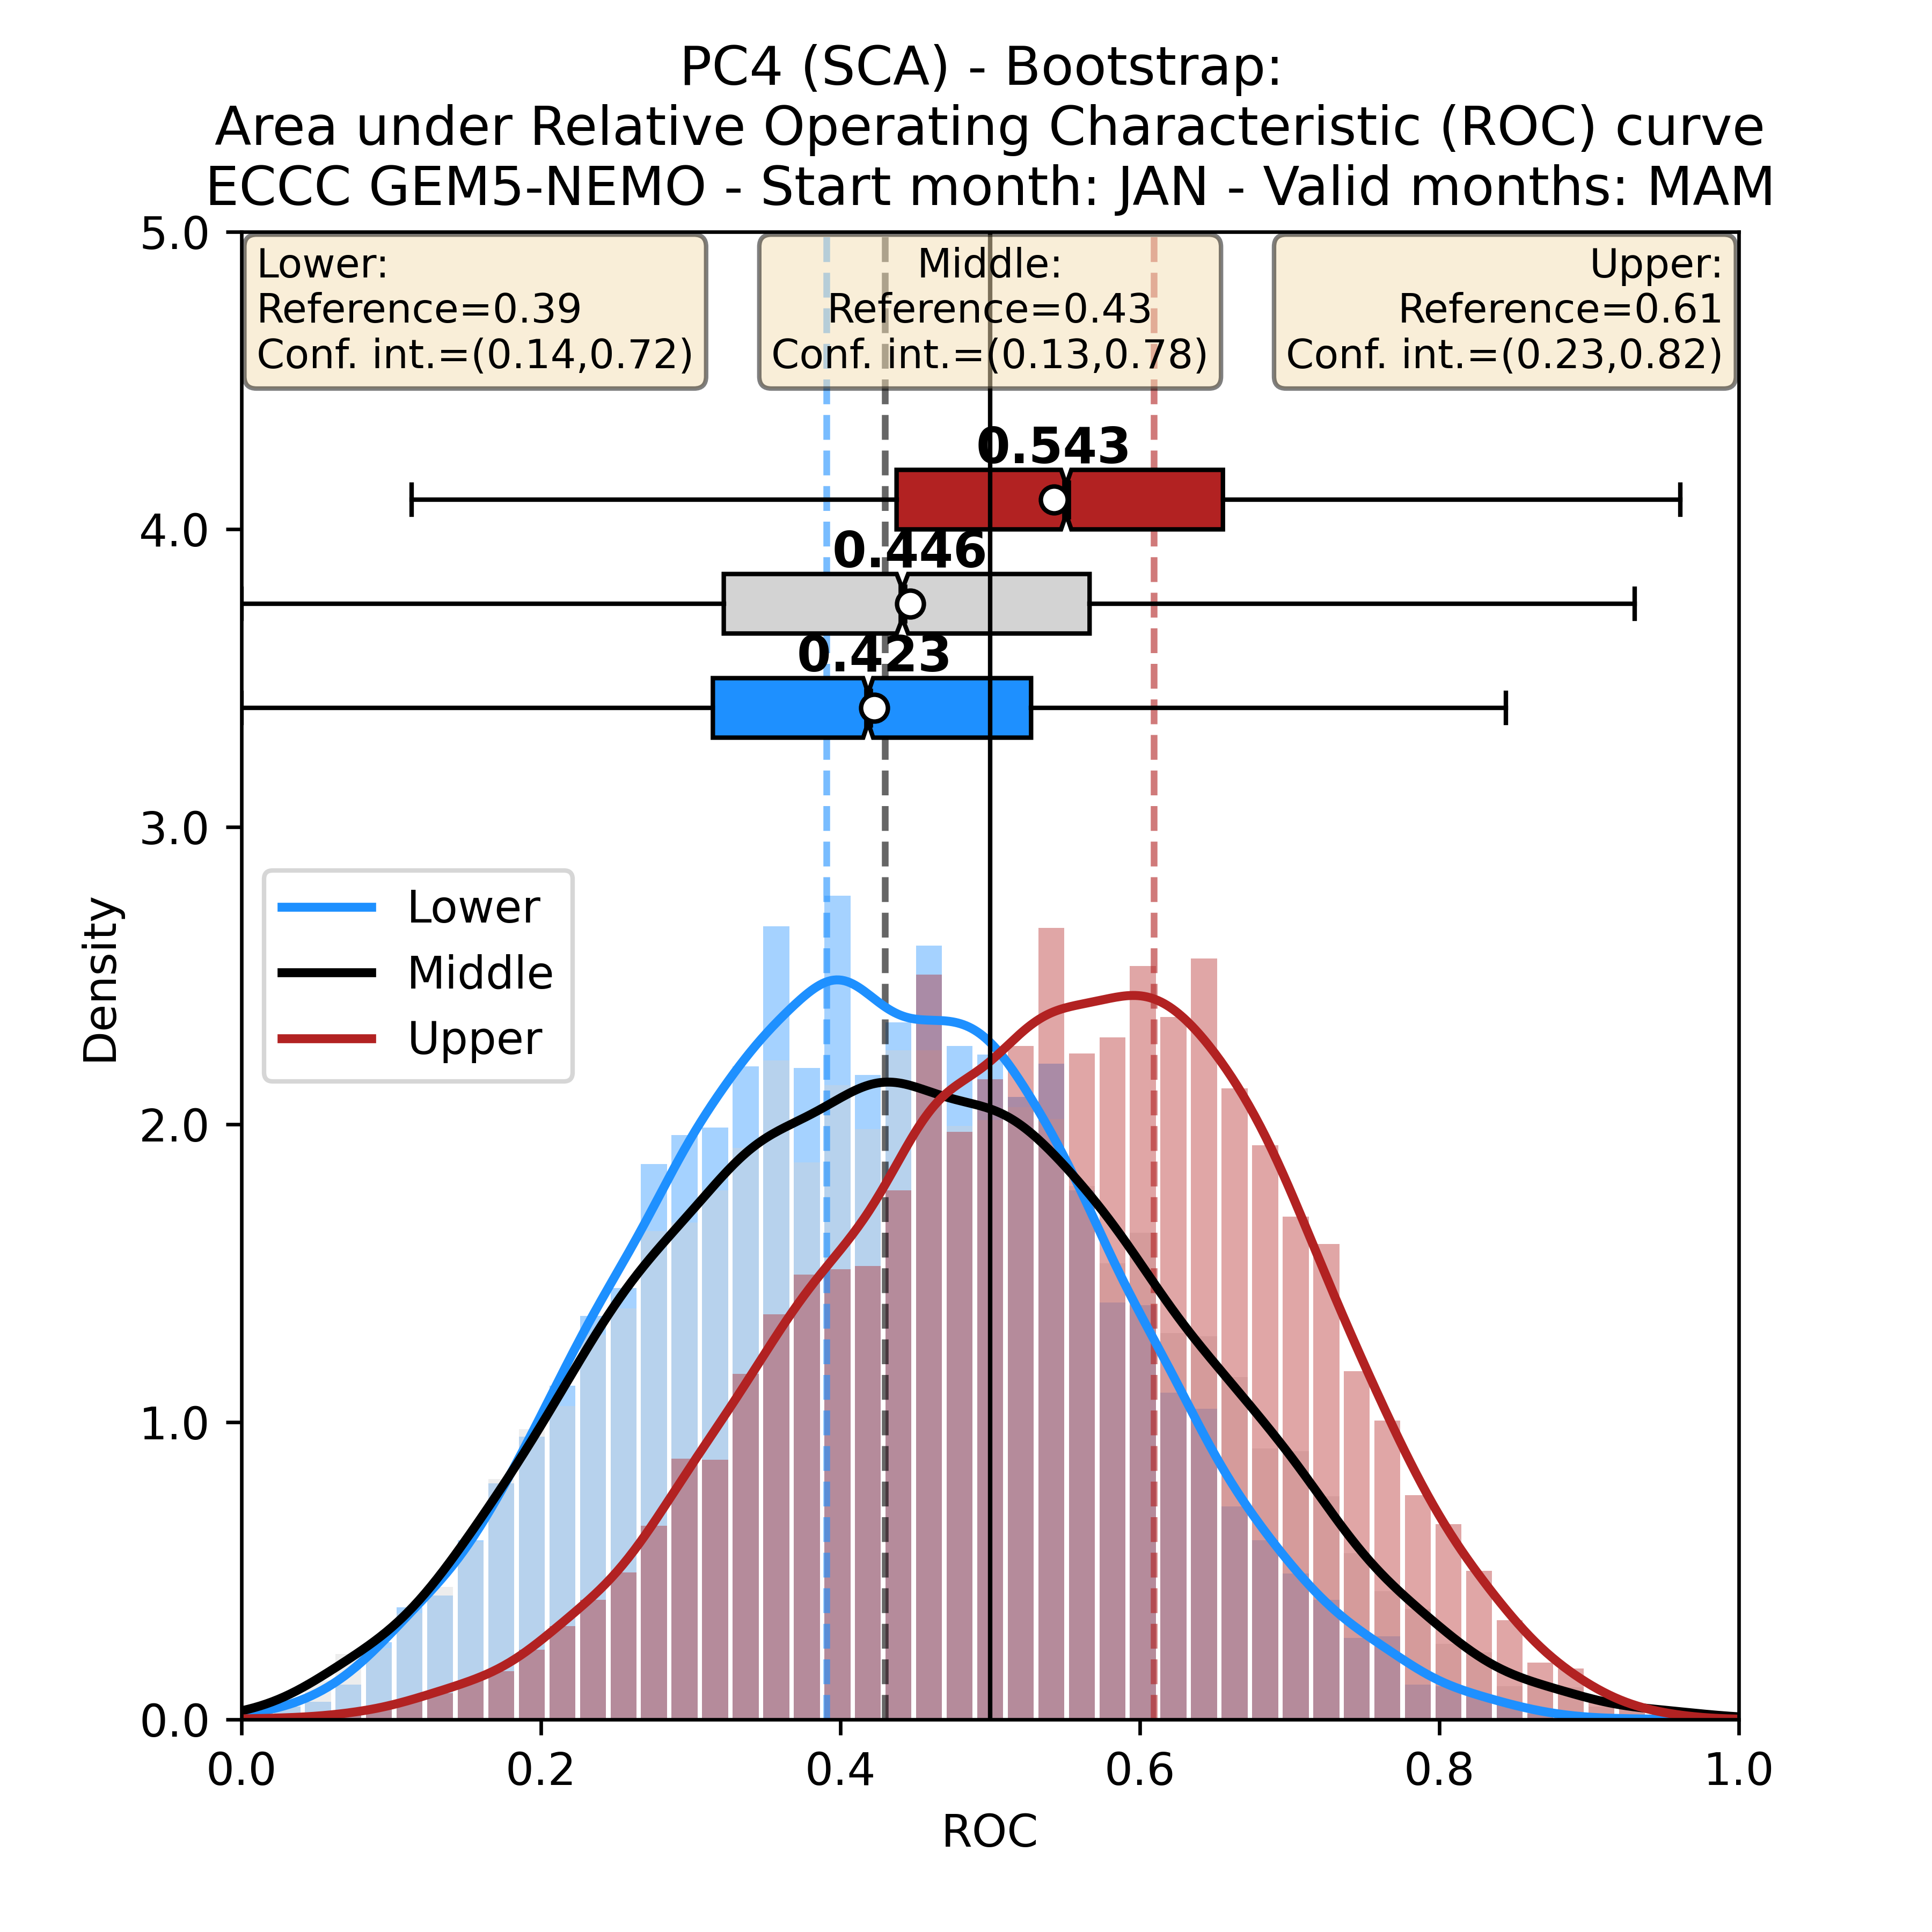 PC4 (SCA) - Bootstrap:
Area under Relative Operating Characteristic (ROC) curve
ECCC GEM5-NEMO - Start month: JAN - Valid months: MAM
Lower:
Reference=0.39
Conf. int.=(0.14,0.72)
Middle:
Reference=0.43
Conf. int.=(0.13,0.78)
Upper:
Reference=0.61
Conf. int.=(0.23,0.82)
0.543
0.446
0.423
Lower
Middle
Upper
Density
5.0
4.0
3.0
2.0
1.0
0.0
0.0 0.2 0.4 0.6 0.8 1.0
ROC